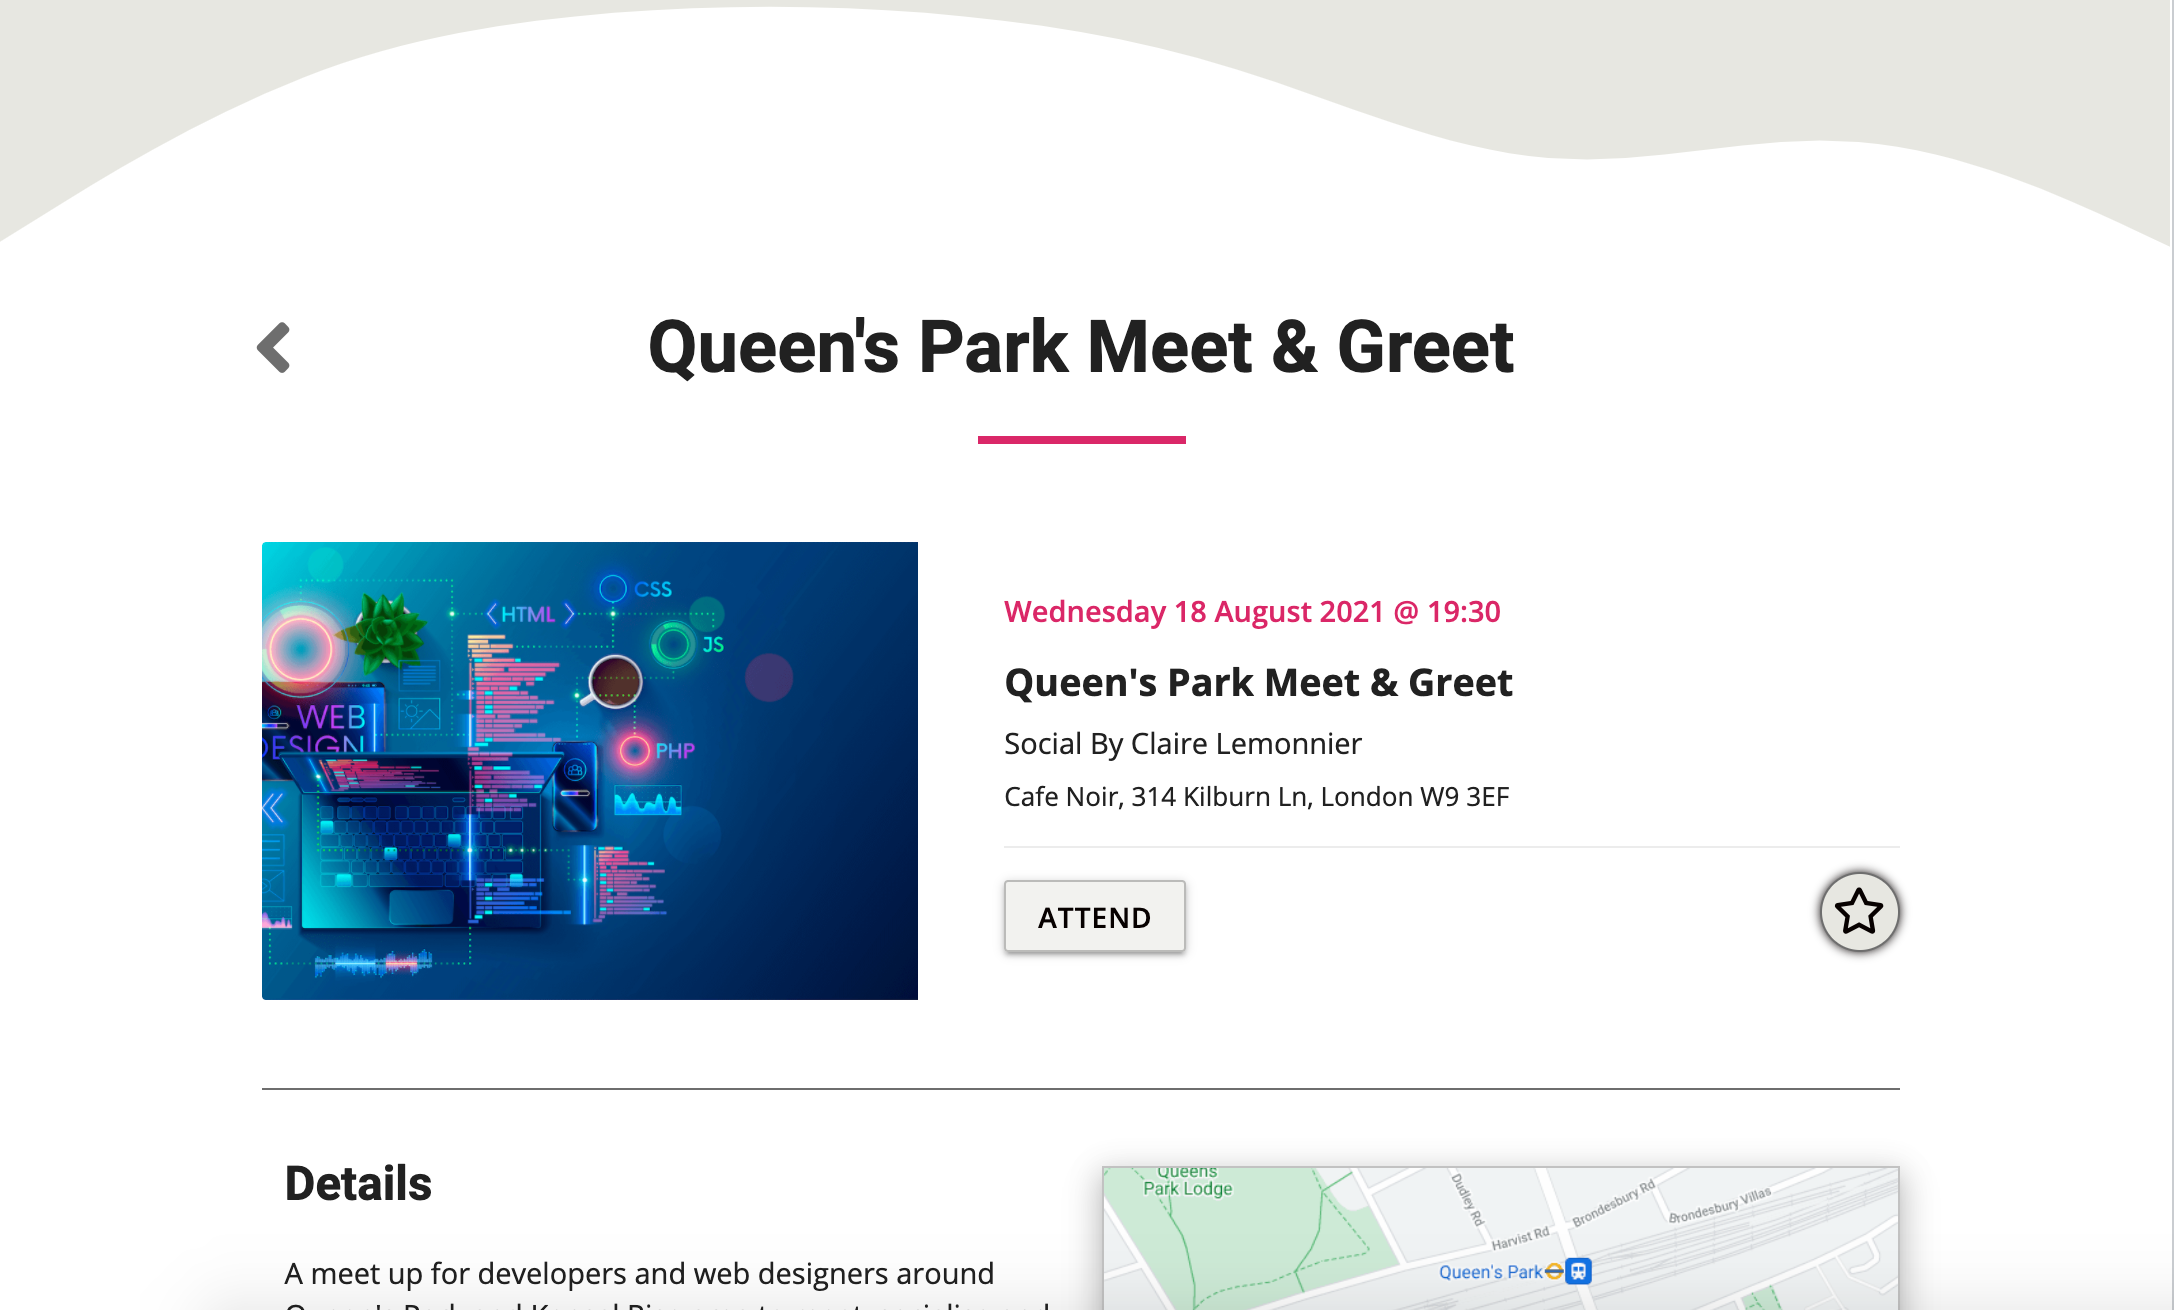 Queen's Park Meet & Greet
CSS
HTML
JS
WEB
DESIGN
PHP
Wednesday 18 August 2021 @ 19:30
Queen's Park Meet & Greet
Social By Claire Lemonnier
Cafe Noir, 314 Kilburn Ln, London W9 3EF
ATTEND
Details
A meet up for developers and web designers around
Queens
Park Lodge
Dudley Rd
Harvist Rd
Brondesbury Rd
Brondesbury Villas
Queen's Park